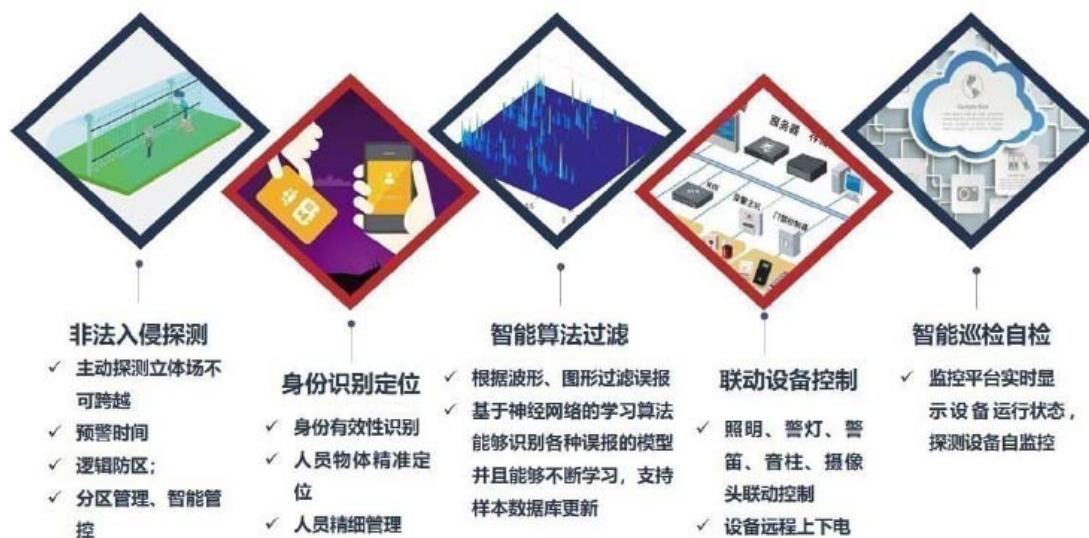 服务器
报警主机
门禁控制器
非法入侵探测
✓ 主动探测立体场不
可跨越
✓ 预警时间
✓ 逻辑防区；
✓ 分区管理、智能管
控
身份识别定位
✓ 身份有效性识别
✓ 人员物体精准定
位
✓ 人员精细管理
智能算法过滤
✓ 根据波形、图形过滤误报
✓ 基于神经网络的学习算法
能够识别各种误报的模型
并且能够不断学习，支持
样本数据库更新
联动设备控制
✓ 照明、警灯、警
笛、音柱、摄像
头联动控制
✓ 设备远程上下电
智能巡检自检
✓ 监控平台实时显
示设备运行状态，
探测设备自监控